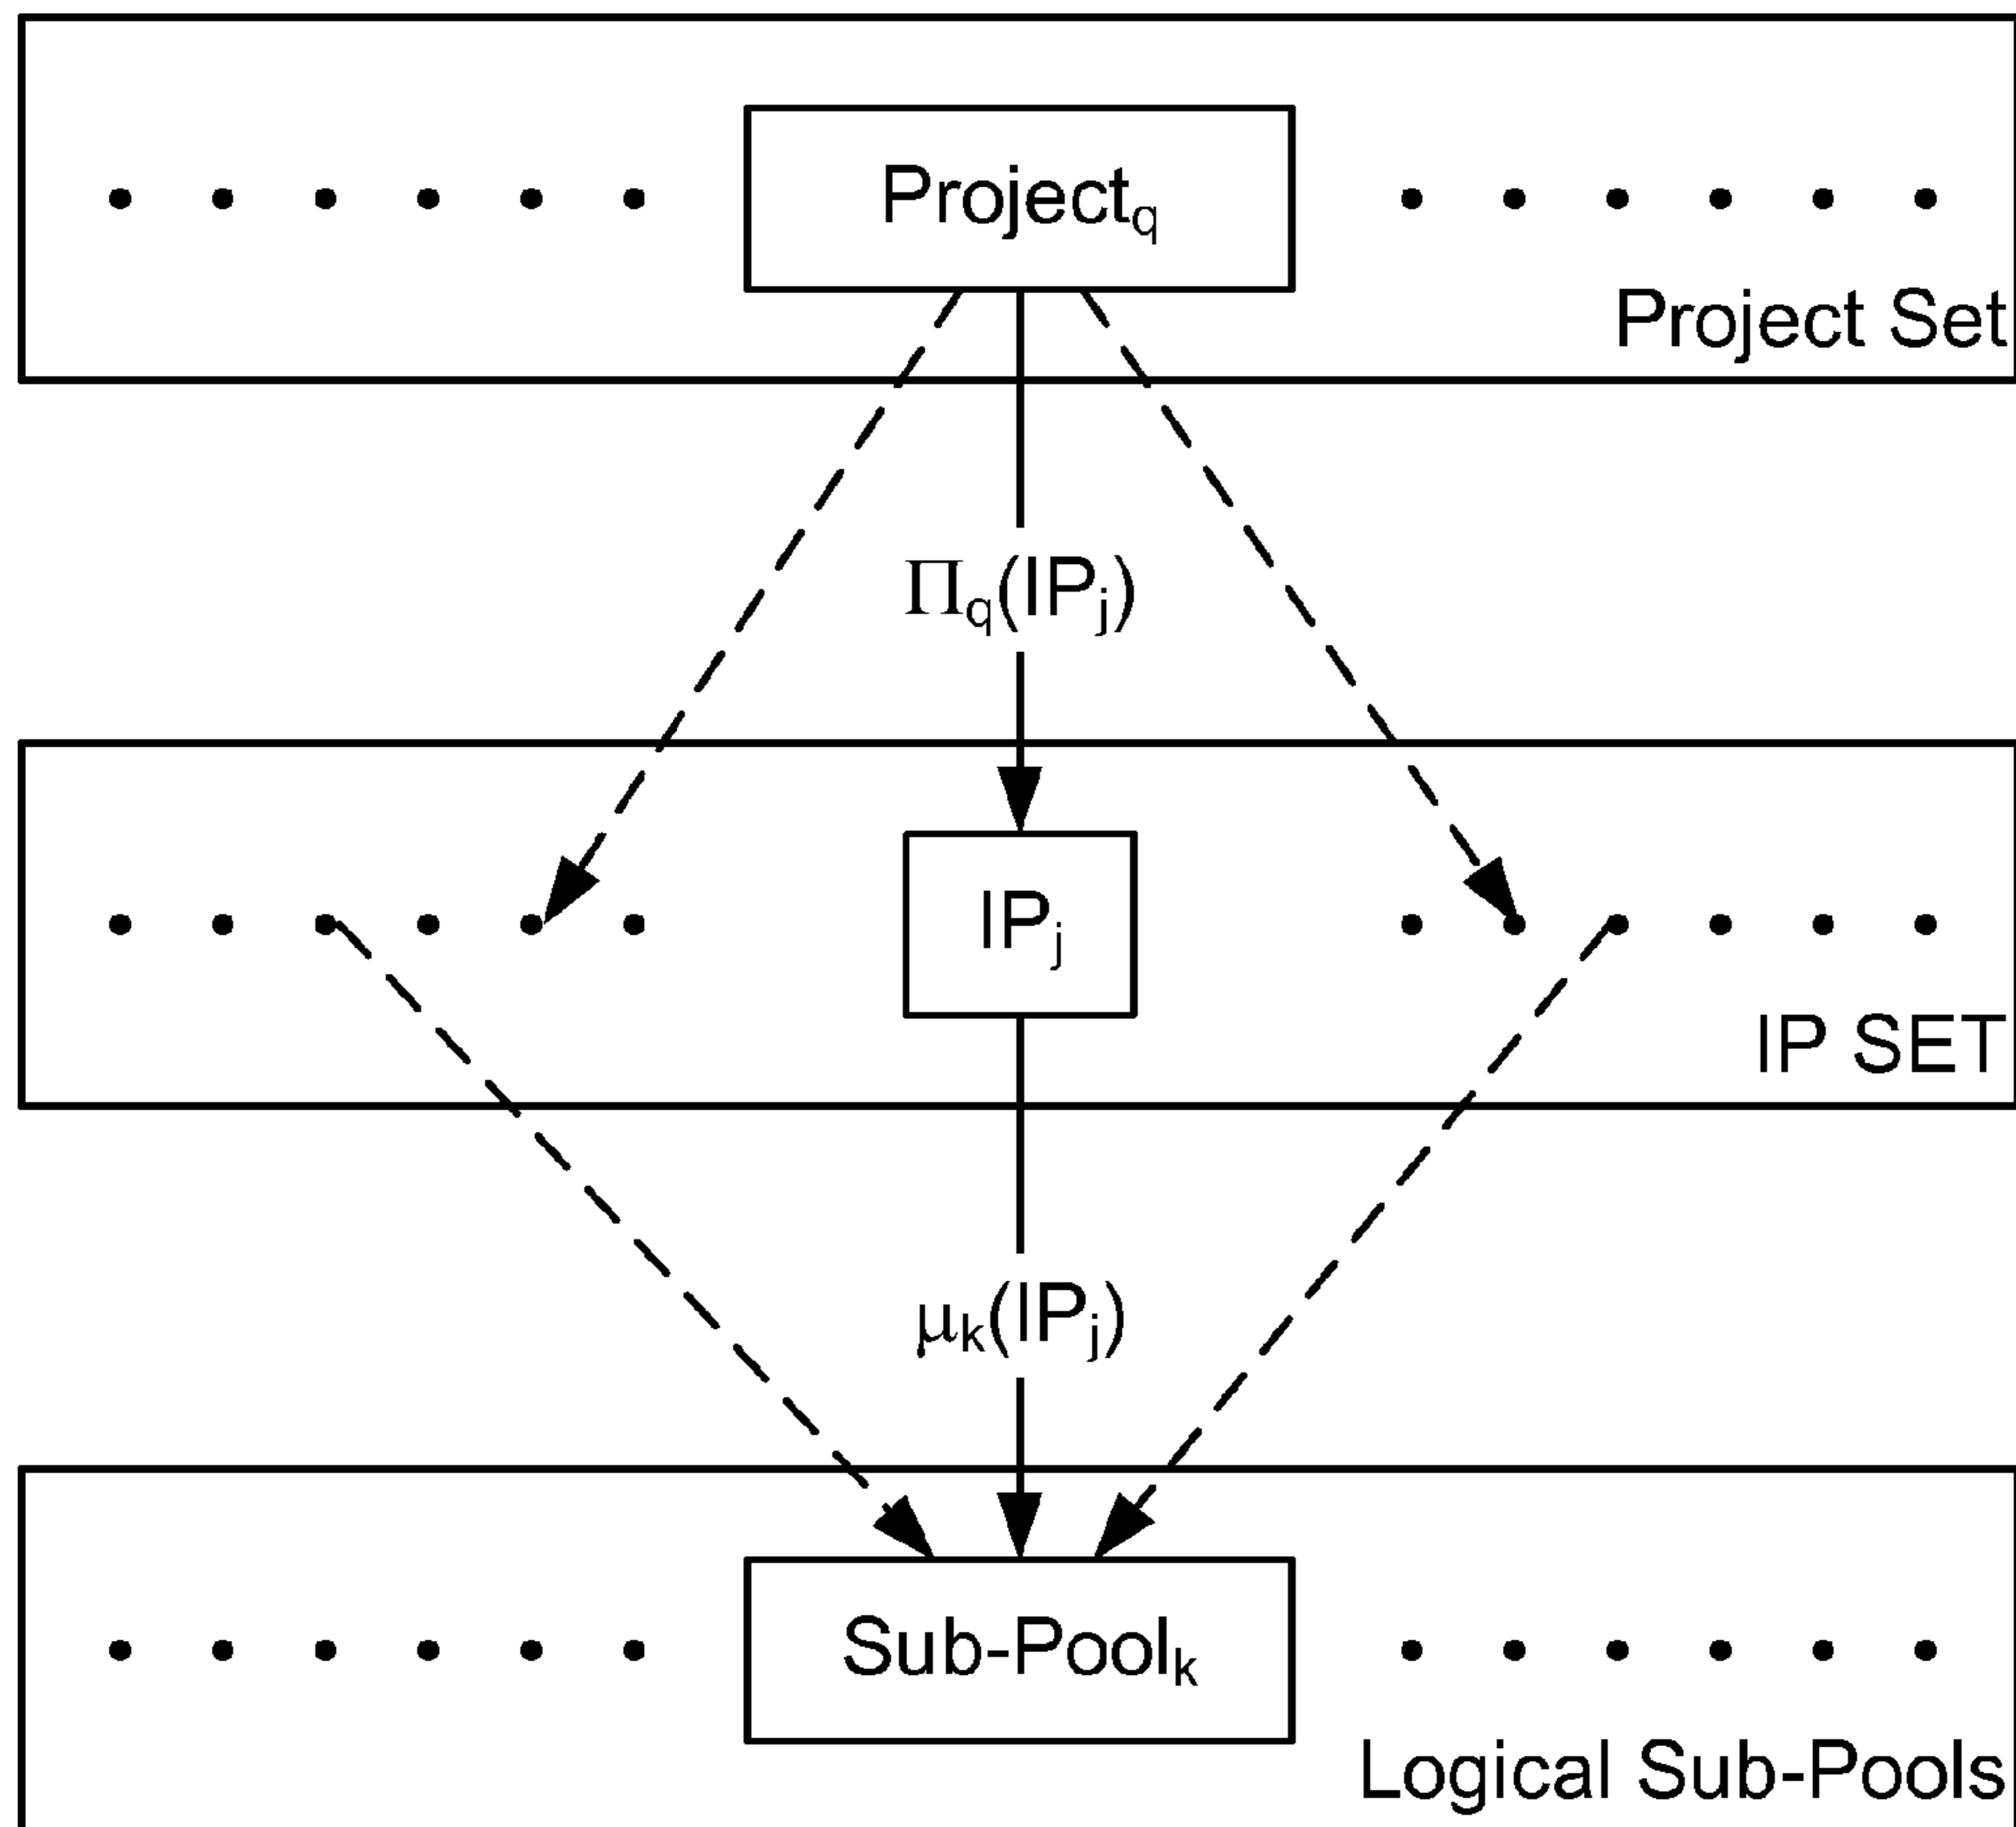 Project_q
Project Set
Π_q(IP_j)
IP_j
IP SET
μ_k(IP_j)
Sub-Pool_k
Logical Sub-Pools